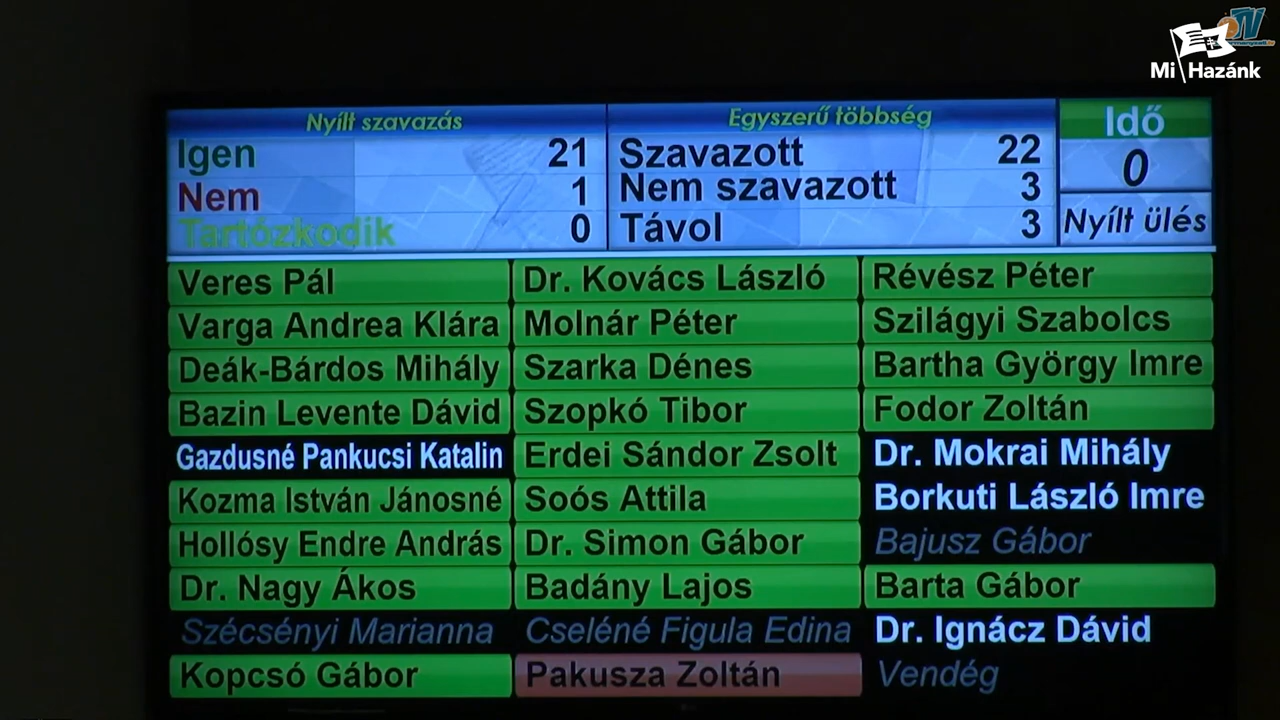 TV
Mi Hazánk
Nyílt szavazás
Egyszerű többség
Idő
Igen 21
Szavazott 22
0
Nem 1
Nem szavazott 3
Tartózkodik 0
Távol 3
Nyílt ülés
Veres Pál
Dr. Kovács László
Révész Péter
Varga Andrea Klára
Molnár Péter
Szilágyi Szabolcs
Deák-Bárdos Mihály
Szarka Dénes
Bartha György Imre
Bazin Levente Dávid
Szopkó Tibor
Fodor Zoltán
Gazdusné Pankucsi Katalin
Erdei Sándor Zsolt
Dr. Mokrai Mihály
Kozma István Jánosné
Soós Attila
Borkuti László Imre
Hollósy Endre András
Dr. Simon Gábor
Bajusz Gábor
Dr. Nagy Ákos
Badány Lajos
Barta Gábor
Szécsényi Marianna
Cseléné Figula Edina
Dr. Ignácz Dávid
Kopcsó Gábor
Pakusza Zoltán
Vendég